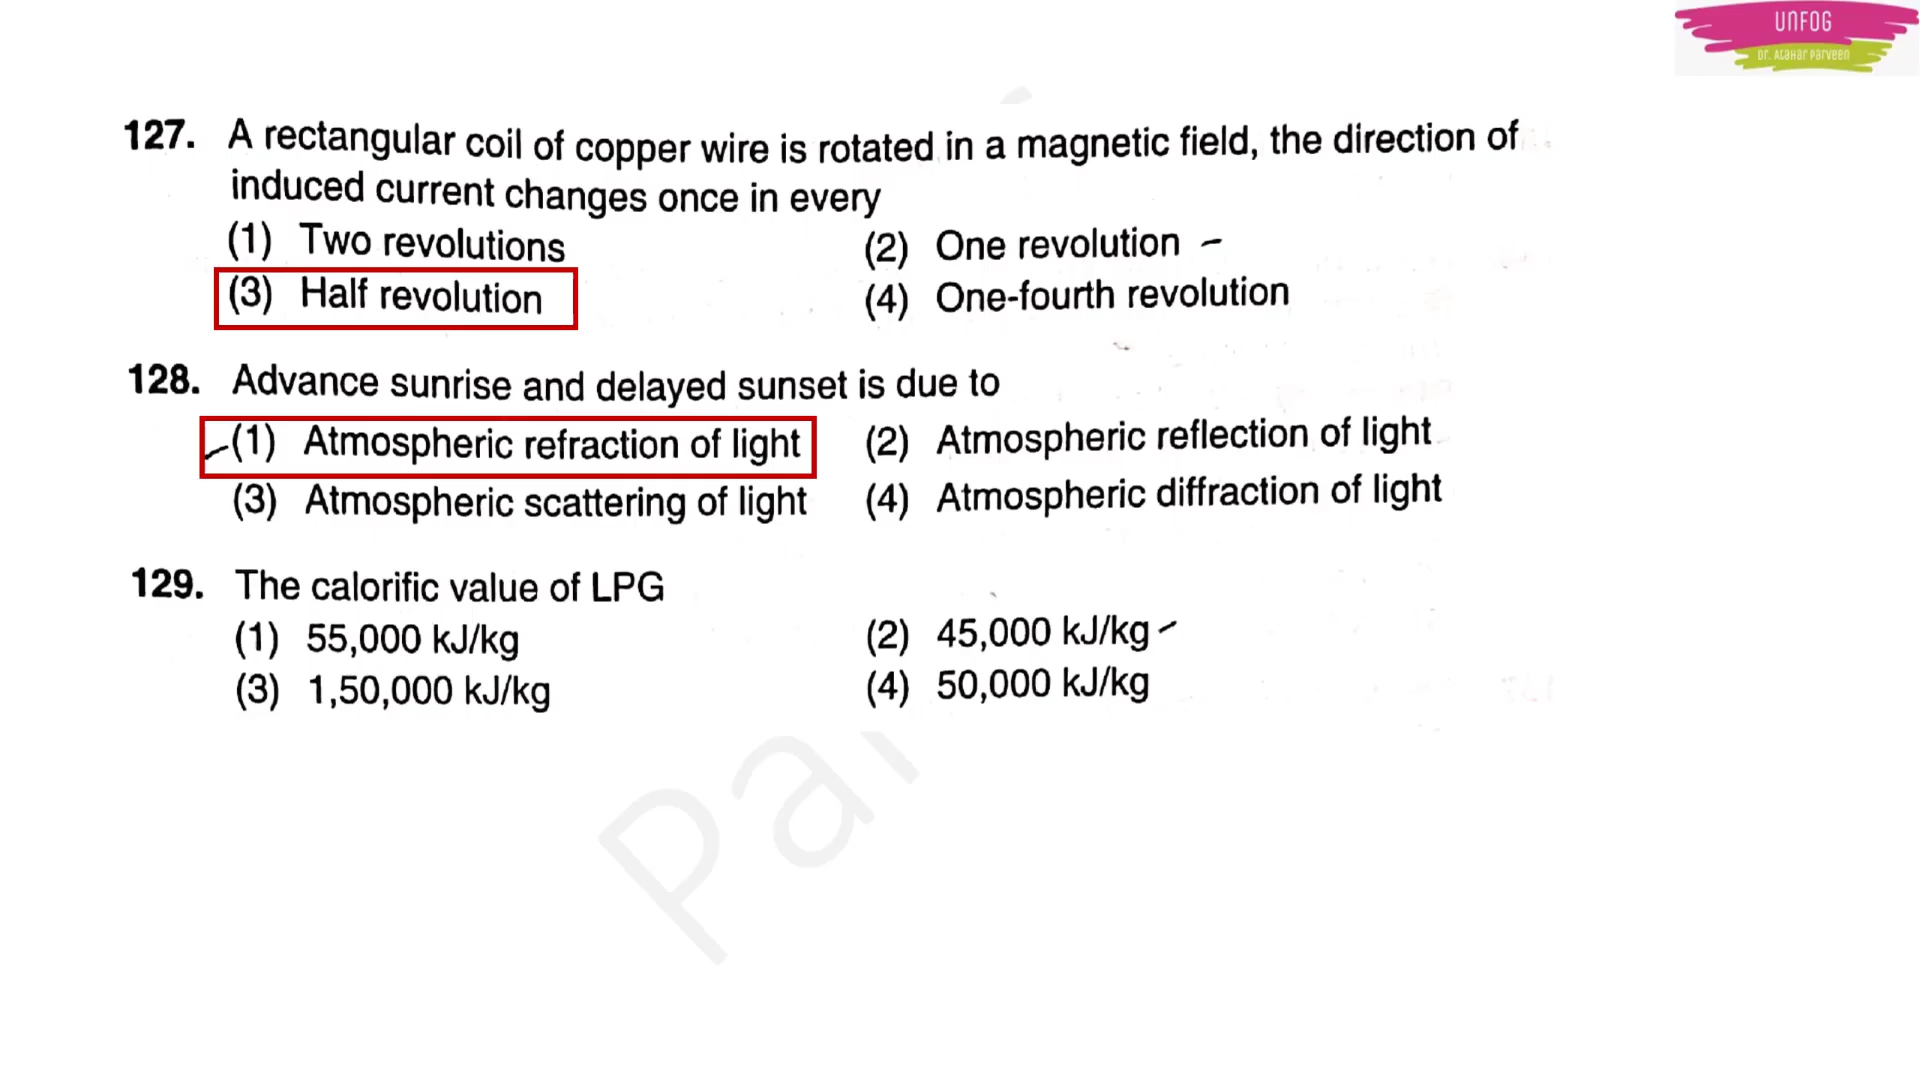 UNFOG
Dr. Atahar Parveen
127. A rectangular coil of copper wire is rotated in a magnetic field, the direction of
induced current changes once in every
(1) Two revolutions (2) One revolution
(3) Half revolution (4) One-fourth revolution
128. Advance sunrise and delayed sunset is due to
(1) Atmospheric refraction of light (2) Atmospheric reflection of light
(3) Atmospheric scattering of light (4) Atmospheric diffraction of light
129. The calorific value of LPG
(1) 55,000 kJ/kg (2) 45,000 kJ/kg
(3) 1,50,000 kJ/kg (4) 50,000 kJ/kg
Par